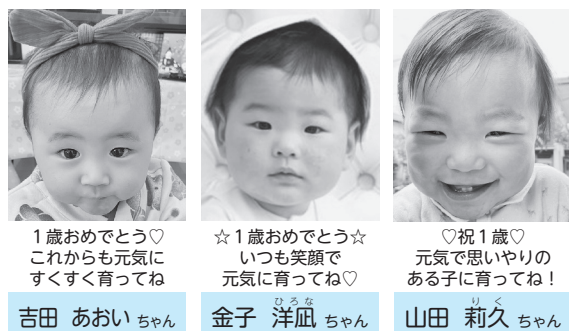 1歳おめでとう♡
これからも元気に
すくすく育ってね
吉田 あおい ちゃん
☆1歳おめでとう☆
いつも笑顔で
元気に育ってね♡
ひろな
金子 洋凪 ちゃん
♡祝1歳♡
元気で思いやりの
ある子に育ってね！
りく
山田 莉久 ちゃん